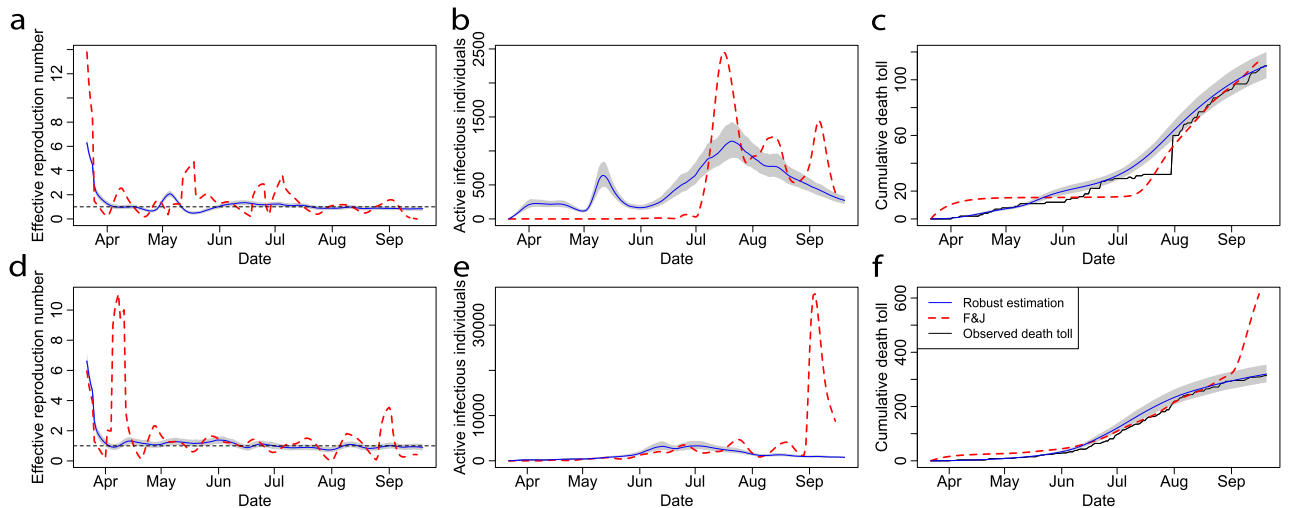 a
Effective reproduction number
0 2 4 6 8 12
Apr May Jun Jul Aug Sep
Date
b
Active infectious individuals
0 500 1500 2500
Apr May Jun Jul Aug Sep
Date
c
Cumulative death toll
0 20 60 100
Apr May Jun Jul Aug Sep
Date
d
Effective reproduction number
0 2 4 6 8 10
Apr May Jun Jul Aug Sep
Date
e
Active infectious individuals
0 10000 30000
Apr May Jun Jul Aug Sep
Date
f
Cumulative death toll
0 200 400 600
Robust estimation
F&J
Observed death toll
Apr May Jun Jul Aug Sep
Date